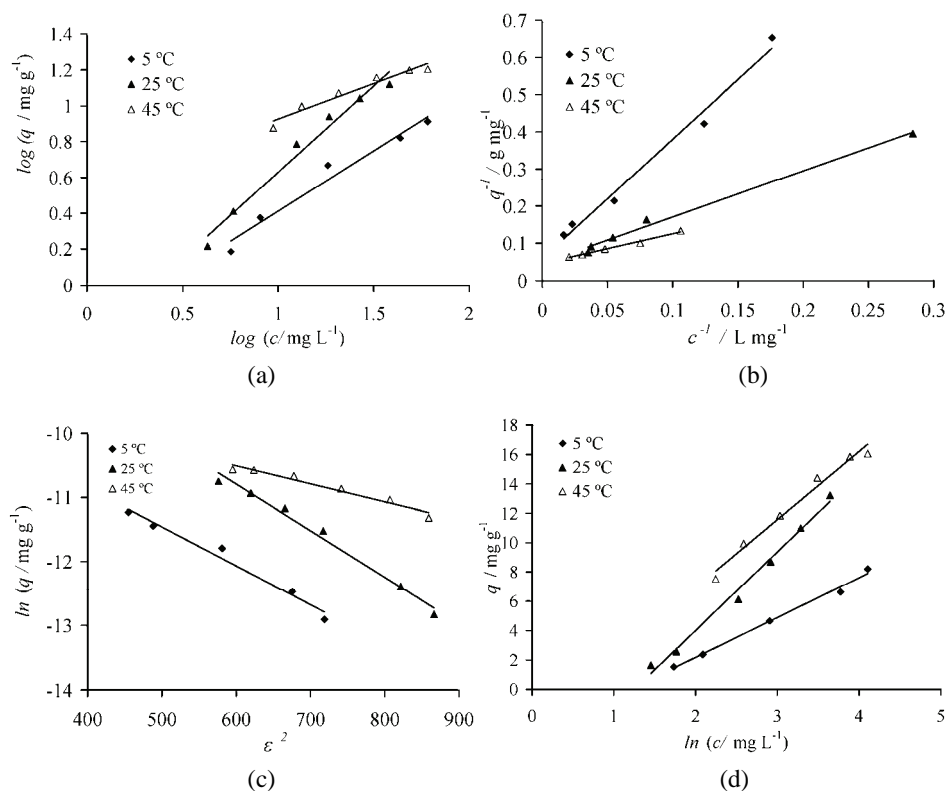 1.4
1.2
1
0.8
0.6
0.4
0.2
0
log (q / mg g⁻¹)
5 ºC
25 ºC
45 ºC
0 0.5 1 1.5 2
log (c/mg L⁻¹)
(a)
0.7
0.6
0.5
0.4
0.3
0.2
0.1
0
q⁻¹ / g mg⁻¹
5 ºC
25 ºC
45 ºC
0 0.05 0.1 0.15 0.2 0.25 0.3
c⁻¹ / L mg⁻¹
(b)
-10
-11
-12
-13
-14
ln (q / mg g⁻¹)
5 ºC
25 ºC
45 ºC
400 500 600 700 800 900
ε²
(c)
18
16
14
12
10
8
6
4
2
0
q / mg g⁻¹
5 ºC
25 ºC
45 ºC
0 1 2 3 4 5
ln (c/ mg L⁻¹)
(d)